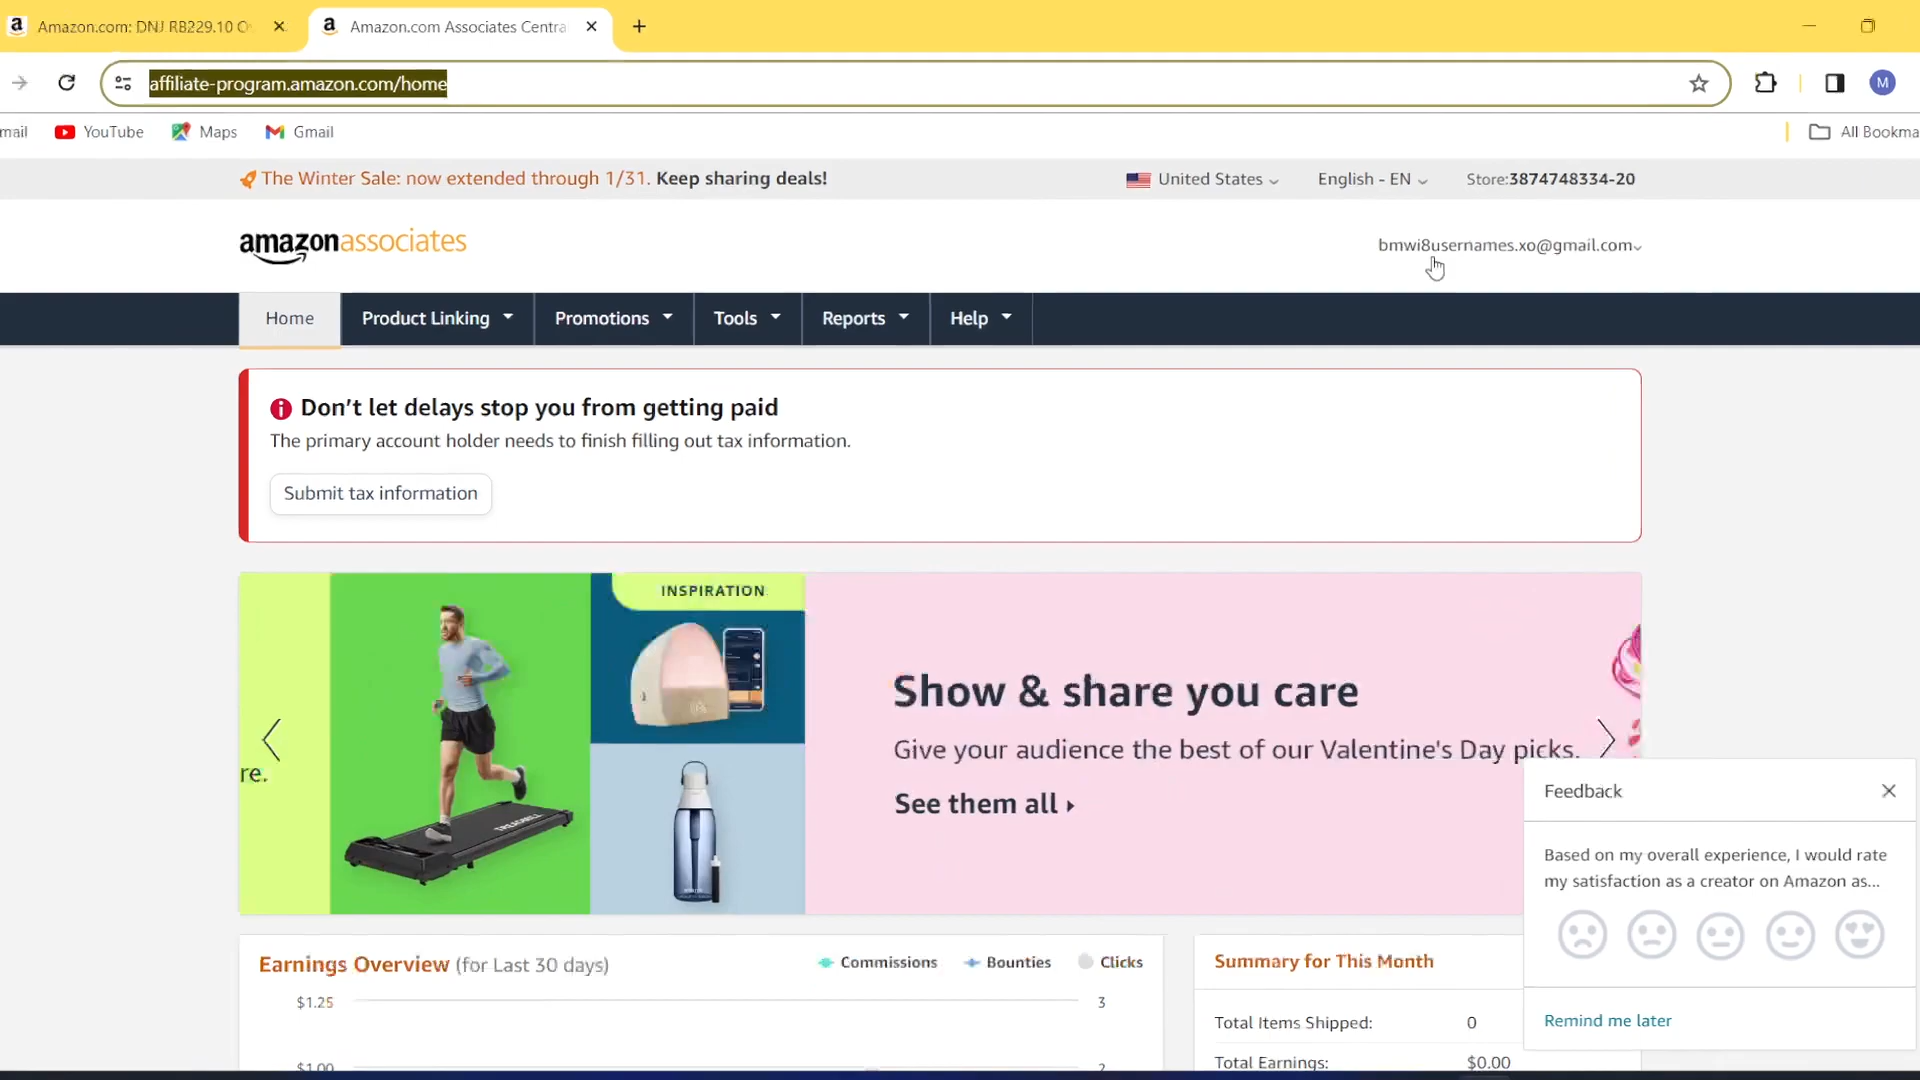 Amazon.com: DNJ RB229.10 O
Amazon.com Associates Centra
affiliate-program.amazon.com/home
M
mail
YouTube
Maps
Gmail
All Bookma
The Winter Sale: now extended through 1/31. Keep sharing deals!
United States
English - EN
Store:3874748334-20
amazonassociates
bmwi8usernames.xo@gmail.com
Home
Product Linking
Promotions
Tools
Reports
Help
Don't let delays stop you from getting paid
The primary account holder needs to finish filling out tax information.
Submit tax information
INSPIRATION
re.
TREADMILL
Show & share you care
Give your audience the best of our Valentine's Day picks.
See them all
Feedback
Based on my overall experience, I would rate
my satisfaction as a creator on Amazon as...
Remind me later
Earnings Overview (for Last 30 days)
Commissions
Bounties
Clicks
$1.25
3
$1.00
2
Summary for This Month
Total Items Shipped:
0
Total Earnings:
$0.00